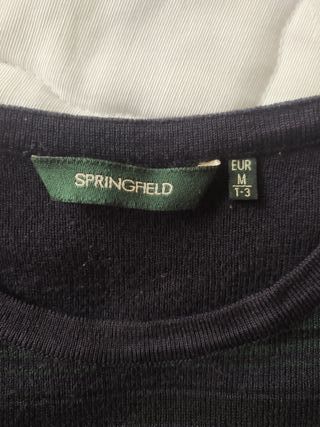 SPRINGFIELD
EUR
M
T-3